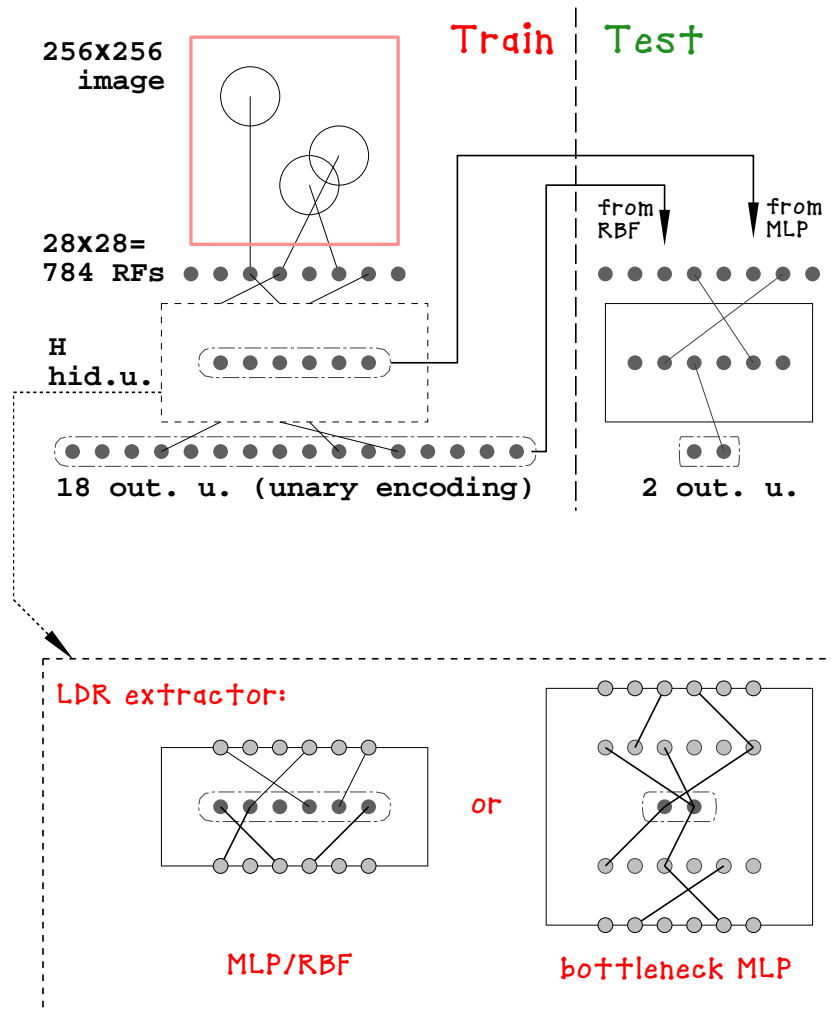 Train
Test
256x256
image
from
RBF
from
MLP
28x28=
784 RFs
H
hid.u.
18 out. u. (unary encoding)
2 out. u.
LDR extractor:
or
MLP/RBF
bottleneck MLP